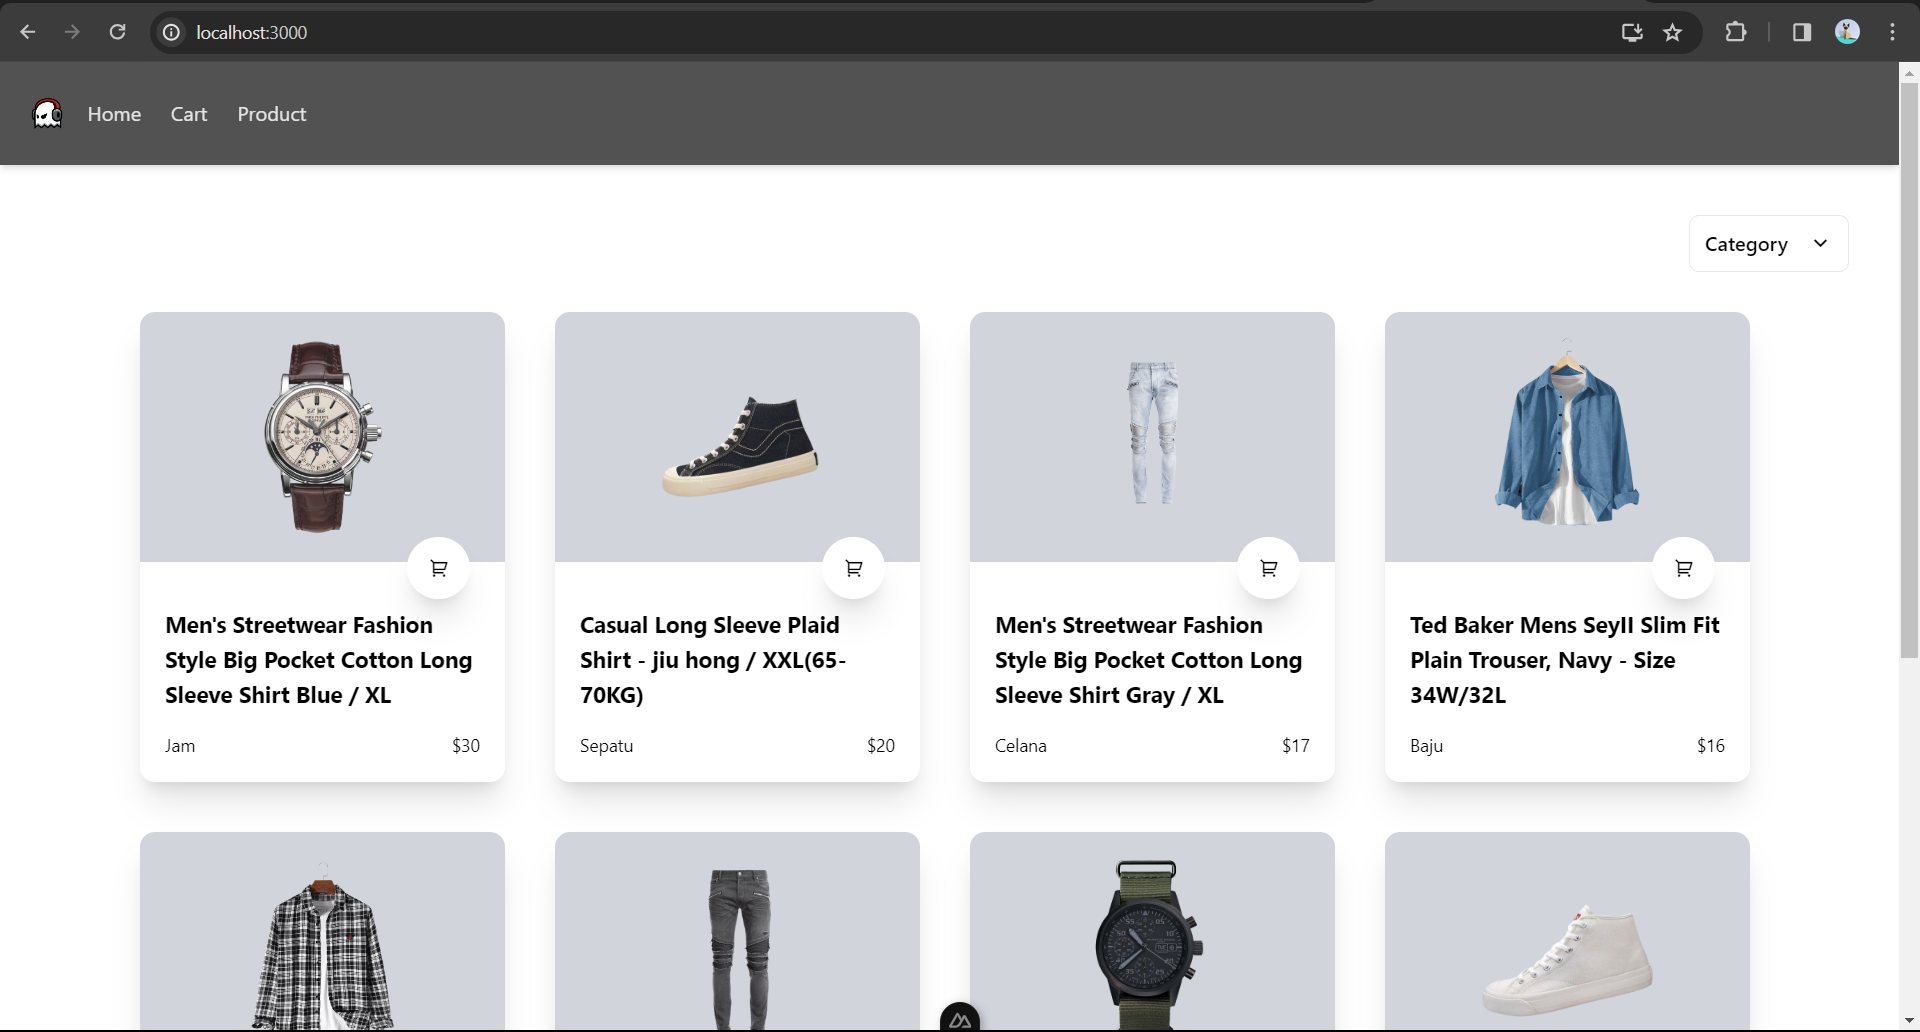 localhost:3000
Home Cart Product
Category
Men's Streetwear Fashion
Style Big Pocket Cotton Long
Sleeve Shirt Blue / XL
Jam $30
Casual Long Sleeve Plaid
Shirt - jiu hong / XXL(65-
70KG)
Sepatu $20
Men's Streetwear Fashion
Style Big Pocket Cotton Long
Sleeve Shirt Gray / XL
Celana $17
Ted Baker Mens SeyII Slim Fit
Plain Trouser, Navy - Size
34W/32L
Baju $16